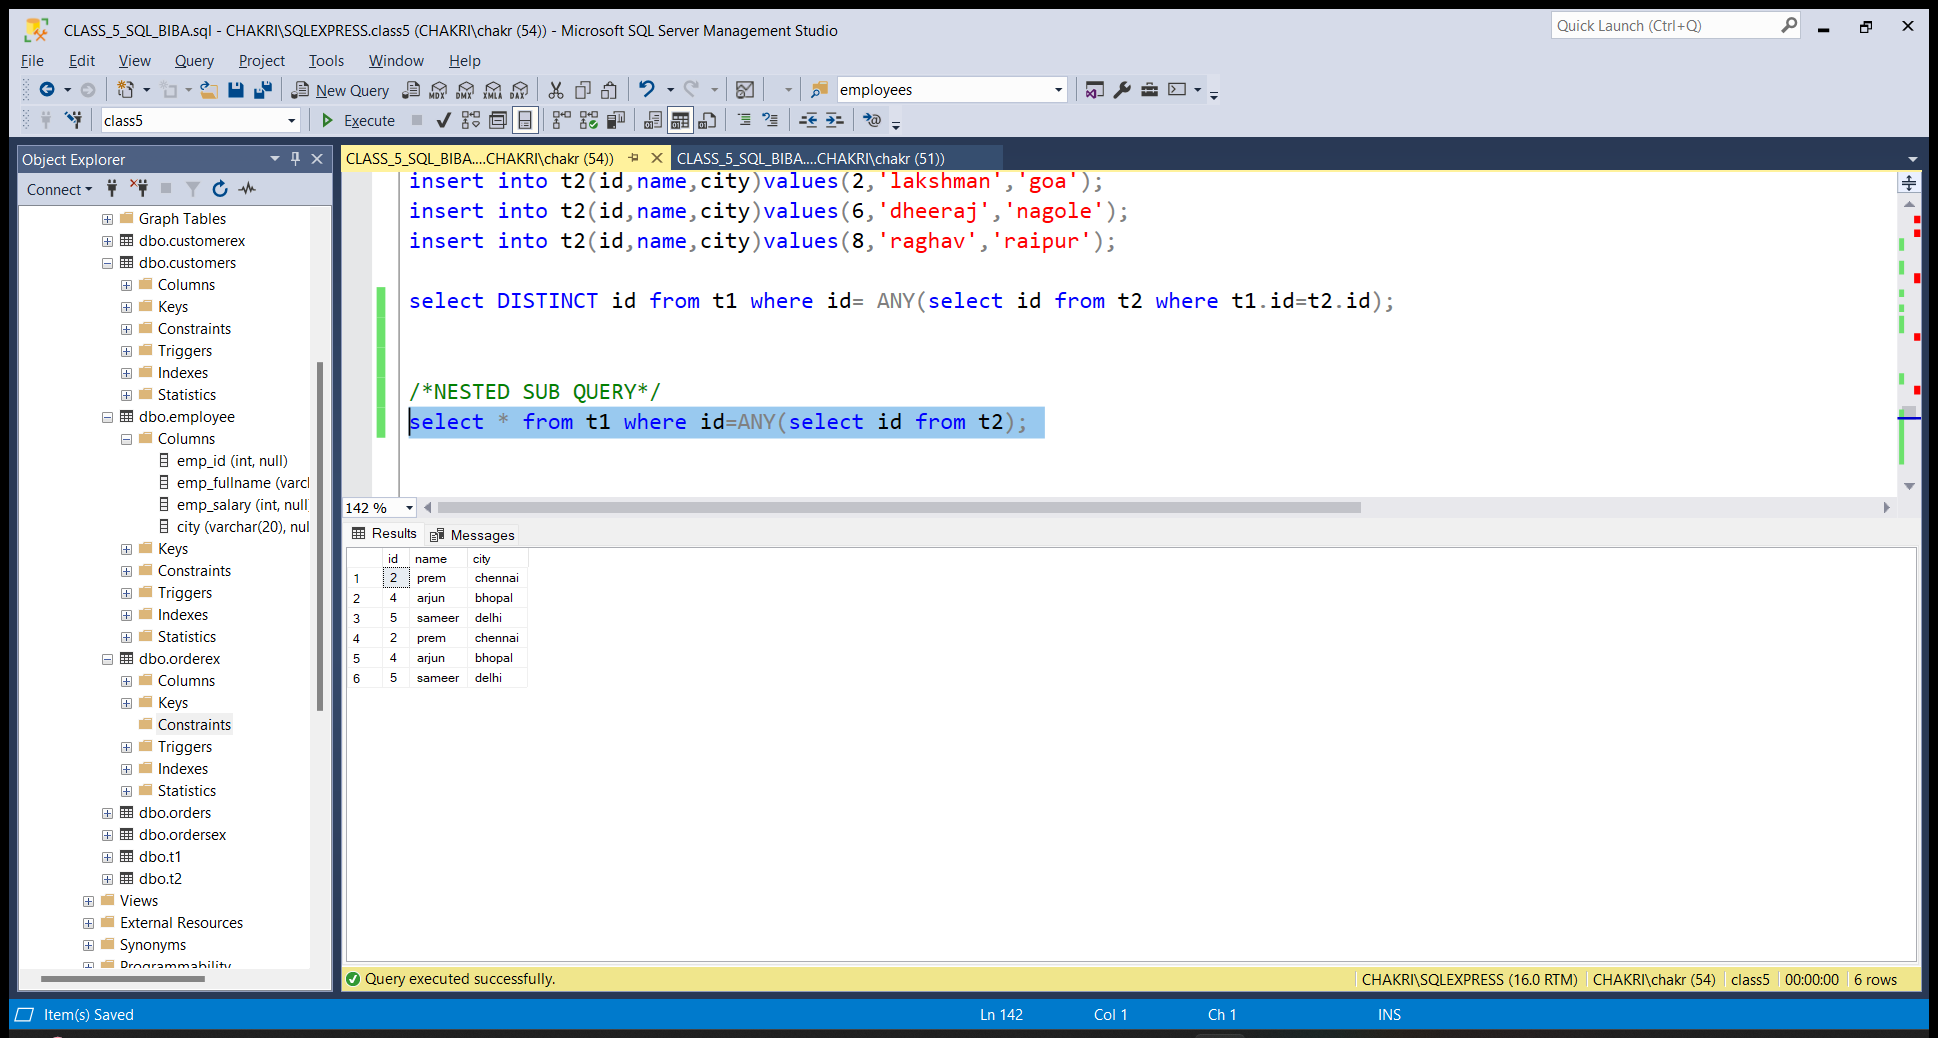 CLASS_5_SQL_BIBA.sql - CHAKRI\SQLEXPRESS.class5 (CHAKRI\chakr (54)) - Microsoft SQL Server Management Studio
Quick Launch (Ctrl+Q)
File Edit View Query Project Tools Window Help
New Query MDX DMX XMLA DAX employees
class5 Execute
Object Explorer
Connect
Graph Tables
dbo.customerex
dbo.customers
Columns
Keys
Constraints
Triggers
Indexes
Statistics
dbo.employee
Columns
emp_id (int, null)
emp_fullname (varcl
emp_salary (int, null
city (varchar(20), nul
Keys
Constraints
Triggers
Indexes
Statistics
dbo.orderex
Columns
Keys
Constraints
Triggers
Indexes
Statistics
dbo.orders
dbo.ordersex
dbo.t1
dbo.t2
Views
External Resources
Synonyms
Programmability
CLASS_5_SQL_BIBA....CHAKRI\chakr (54)) CLASS_5_SQL_BIBA....CHAKRI\chakr (51))
insert into t2(id,name,city)values(2,'lakshman','goa');
insert into t2(id,name,city)values(6,'dheeraj','nagole');
insert into t2(id,name,city)values(8,'raghav','raipur');
select DISTINCT id from t1 where id= ANY(select id from t2 where t1.id=t2.id);
/*NESTED SUB QUERY*/
select * from t1 where id=ANY(select id from t2);
142 %
Results Messages
id name city
1 2 prem chennai
2 4 arjun bhopal
3 5 sameer delhi
4 2 prem chennai
5 4 arjun bhopal
6 5 sameer delhi
Query executed successfully. CHAKRI\SQLEXPRESS (16.0 RTM) CHAKRI\chakr (54) class5 00:00:00 6 rows
Item(s) Saved Ln 142 Col 1 Ch 1 INS